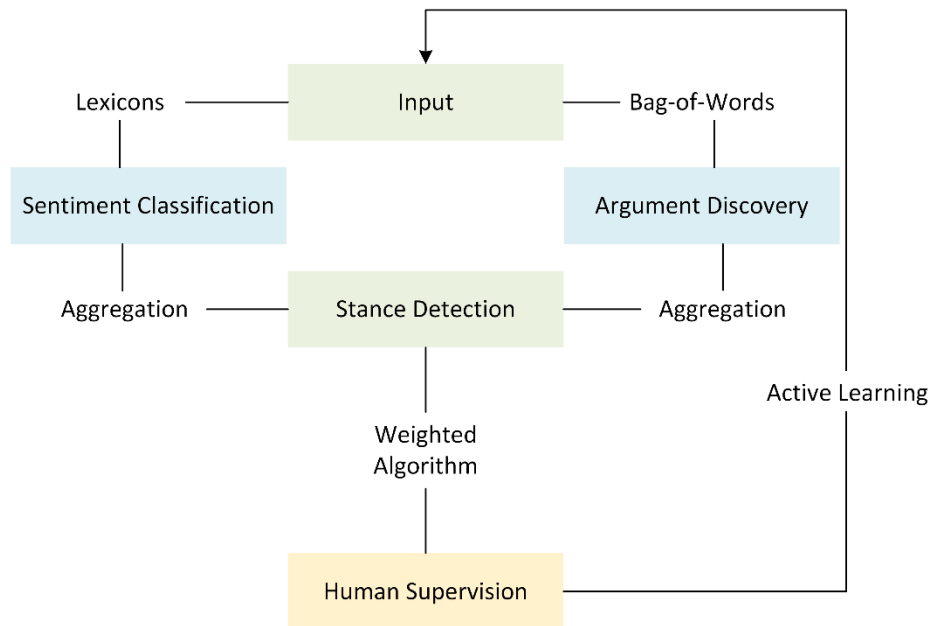 Lexicons
Input
Bag-of-Words
Sentiment Classification
Argument Discovery
Aggregation
Stance Detection
Aggregation
Active Learning
Weighted
Algorithm
Human Supervision